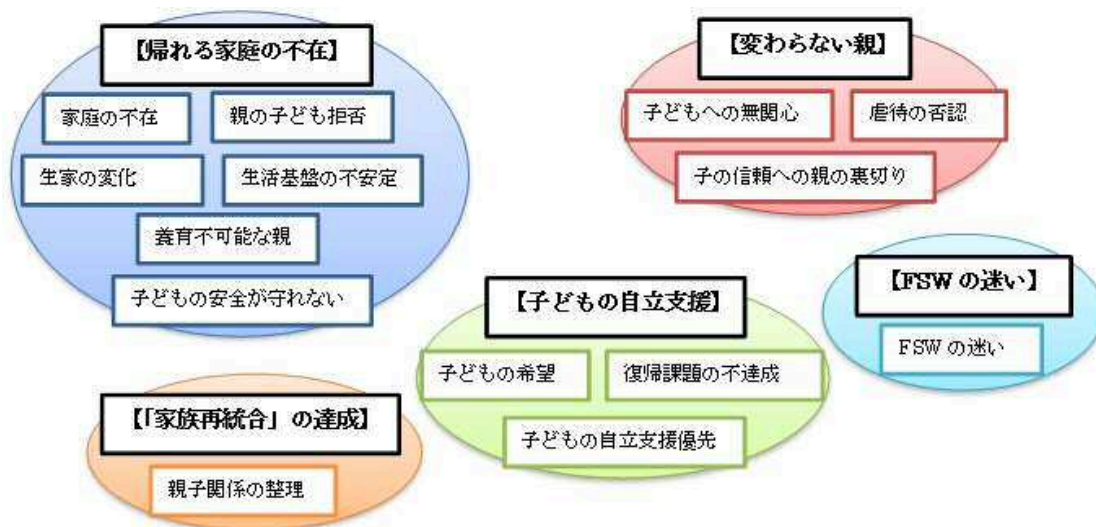 【帰れる家庭の不在】
家庭の不在
親の子ども拒否
生家の変化
生活基盤の不安定
養育不可能な親
子どもの安全が守れない
【変わらない親】
子どもへの無関心
虐待の否認
子の信頼への親の裏切り
【FSWの迷い】
FSWの迷い
【子どもの自立支援】
子どもの希望
復帰課題の不達成
子どもの自立支援優先
【「家族再統合」の達成】
親子関係の整理